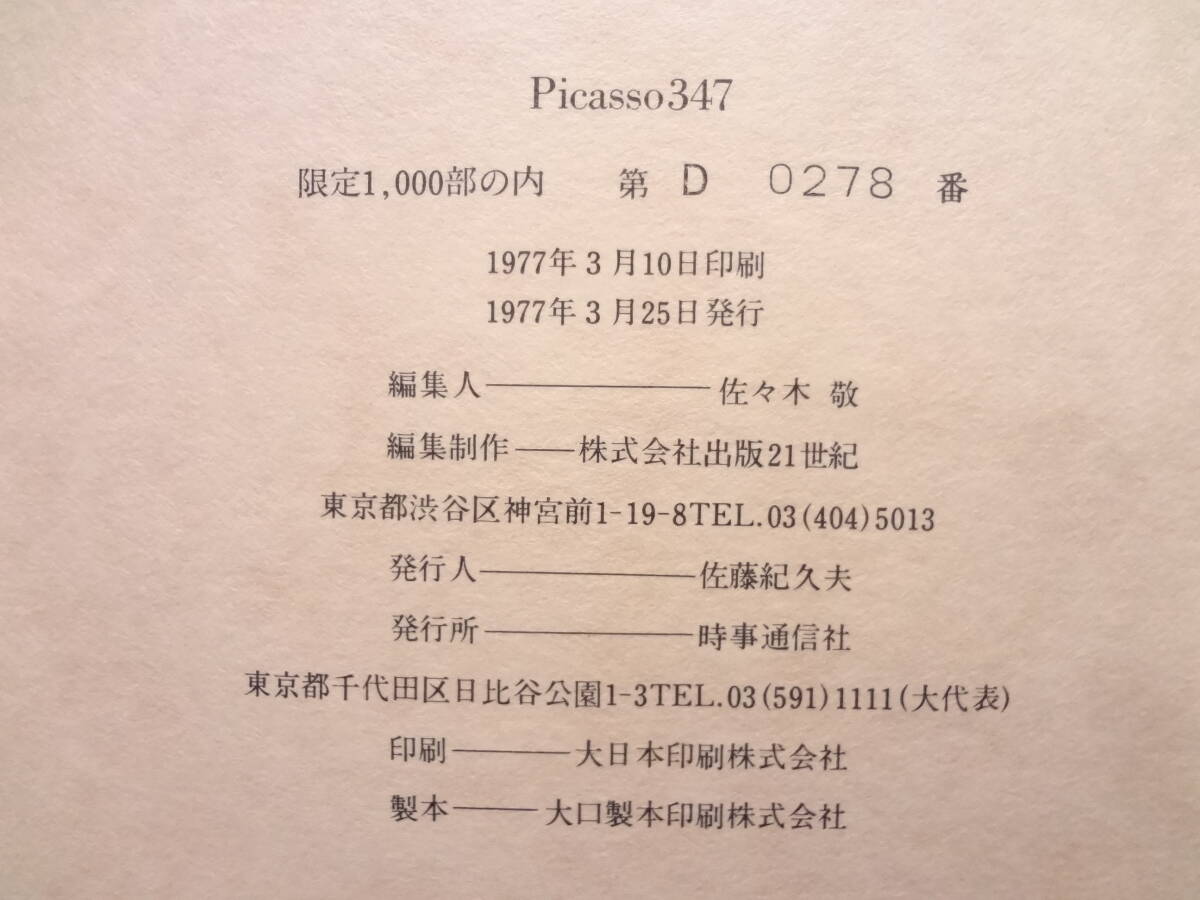 Picasso347
限定1,000部の内 第 D 0278 番
1977年3月10日印刷
1977年3月25日発行
編集人――――佐々木 敬
編集制作――株式会社出版21世紀
東京都渋谷区神宮前1-19-8TEL.03(404)5013
発行人――――佐藤紀久夫
発行所――――時事通信社
東京都千代田区日比谷公園1-3TEL.03(591)1111(大代表)
印刷――大日本印刷株式会社
製本――大口製本印刷株式会社